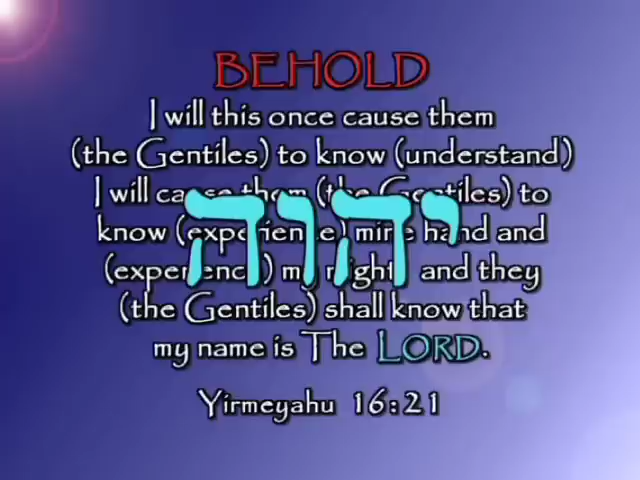 BEHOLD
I will this once cause them
(the Gentiles) to know (understand)
I will cause them (the Gentiles) to
know (experience) mine hand and
(experience) my might and they
(the Gentiles) shall know that
my name is The LORD.
יהוה
Yirmeyahu 16:21